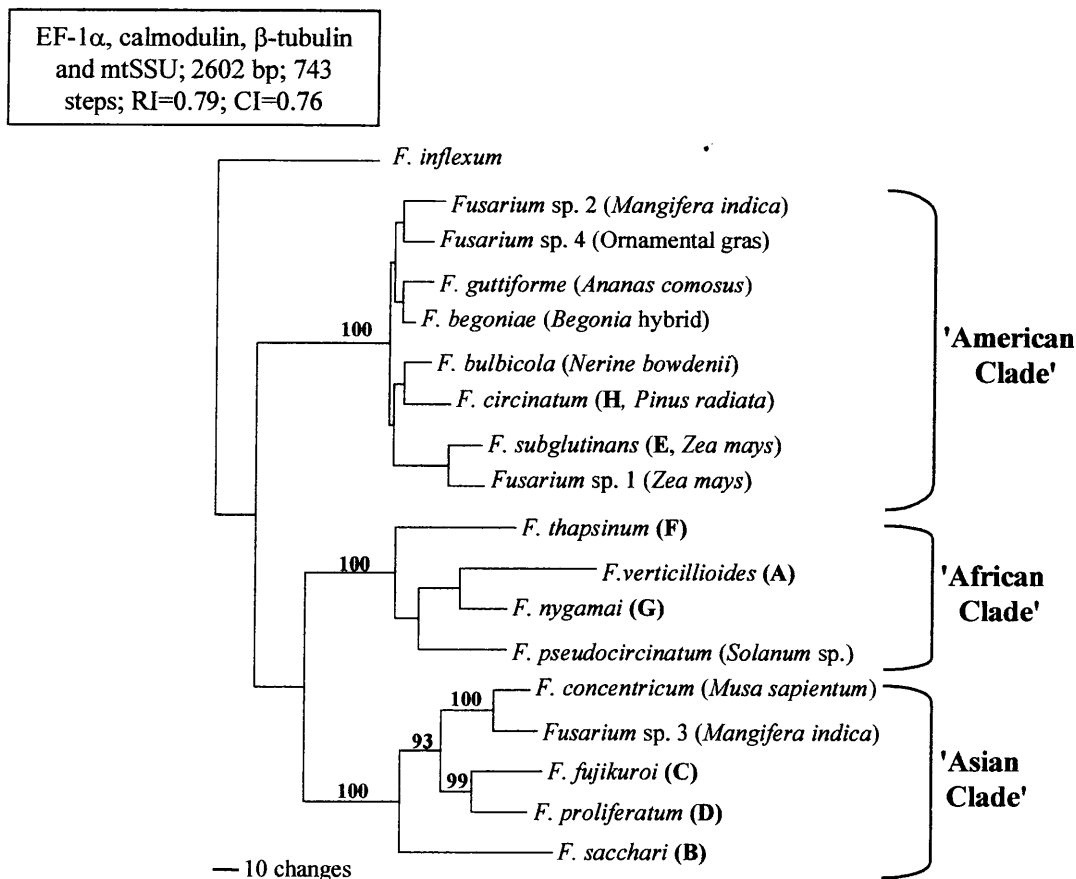 EF-1α, calmodulin, β-tubulin
and mtSSU; 2602 bp; 743
steps; RI=0.79; CI=0.76
F. inflexum
Fusarium sp. 2 (Mangifera indica)
Fusarium sp. 4 (Ornamental gras)
F. guttiforme (Ananas comosus)
100
F. begoniae (Begonia hybrid)
'American
Clade'
F. bulbicola (Nerine bowdenii)
F. circinatum (H, Pinus radiata)
F. subglutinans (E, Zea mays)
Fusarium sp. 1 (Zea mays)
F. thapsinum (F)
100
F.verticillioides (A)
'African
Clade'
F. nygamai (G)
F. pseudocircinatum (Solanum sp.)
F. concentricum (Musa sapientum)
100
Fusarium sp. 3 (Mangifera indica)
93
F. fujikuroi (C)
99
'Asian
Clade'
100
F. proliferatum (D)
F. sacchari (B)
10 changes